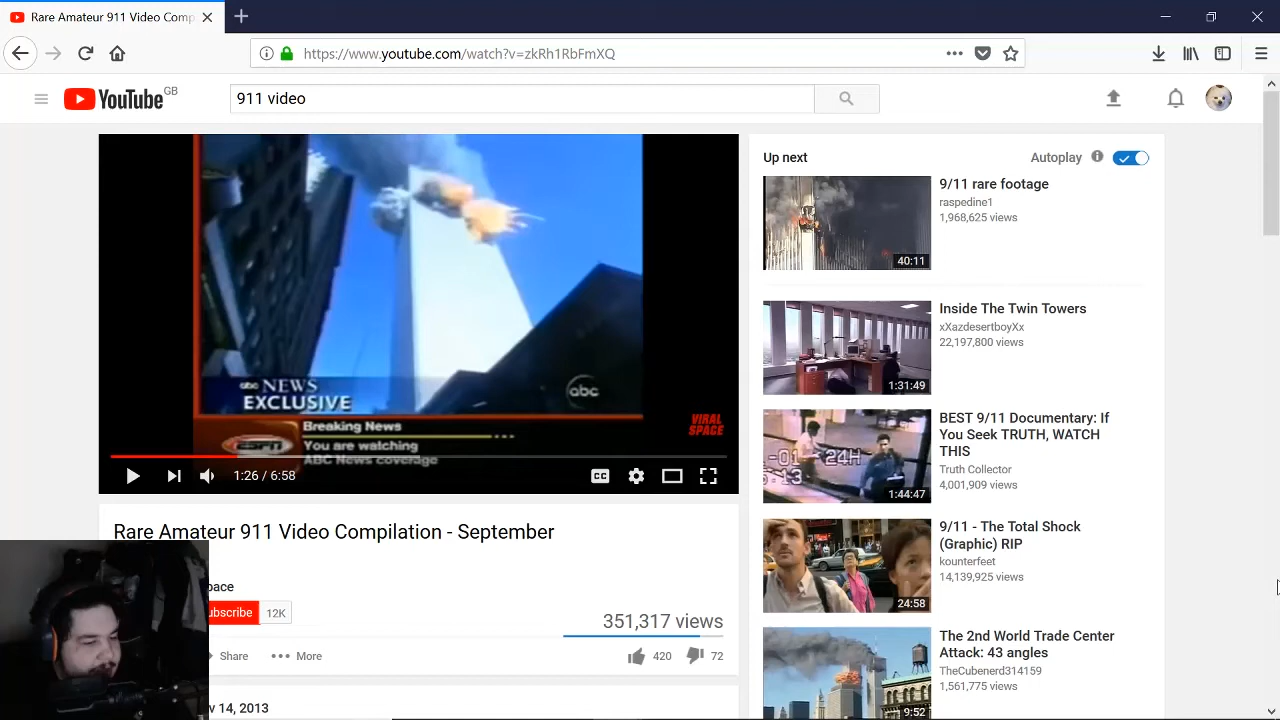 Rare Amateur 911 Video Comp
https://www.youtube.com/watch?v=zkRh1RbFmXQ
YouTube GB
911 video
abc NEWS
EXCLUSIVE
abc
Breaking News
You are watching
ABC News coverage
VIRAL
SPACE
1:26 / 6:58
CC
Rare Amateur 911 Video Compilation - September
pace
ubscribe 12K
351,317 views
Share More 420 72
v 14, 2013
Up next Autoplay
9/11 rare footage
raspedine1
1,968,625 views
40:11
Inside The Twin Towers
xXazdesertboyXx
22,197,800 views
1:31:49
BEST 9/11 Documentary: If
You Seek TRUTH, WATCH
THIS
Truth Collector
4,001,909 views
-01 24H
5:13
1:44:47
9/11 - The Total Shock
(Graphic) RIP
kounterfeet
14,139,925 views
24:58
The 2nd World Trade Center
Attack: 43 angles
TheCubenerd314159
1,561,775 views
9:52